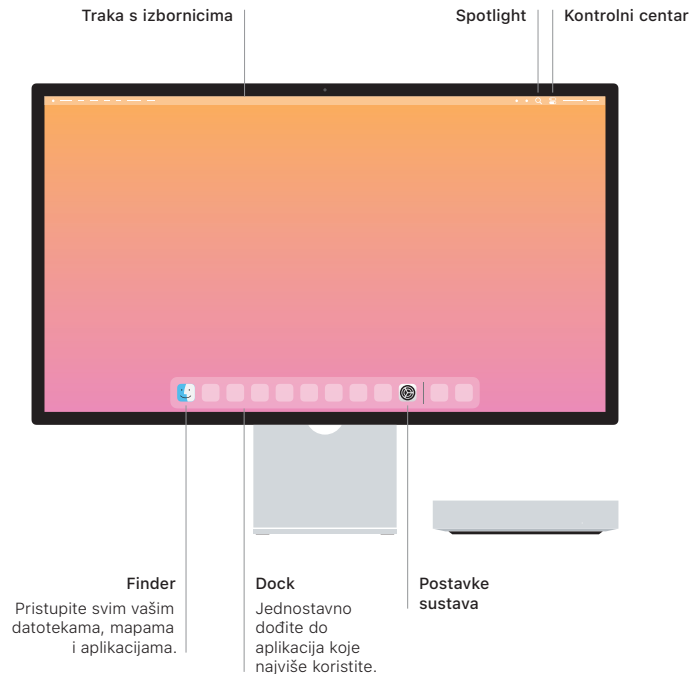 Traka s izbornicima
Spotlight
Kontrolni centar
Finder
Pristupite svim vašim
datotekama, mapama
i aplikacijama.
Dock
Jednostavno
dođite do
aplikacija koje
najviše koristite.
Postavke
sustava